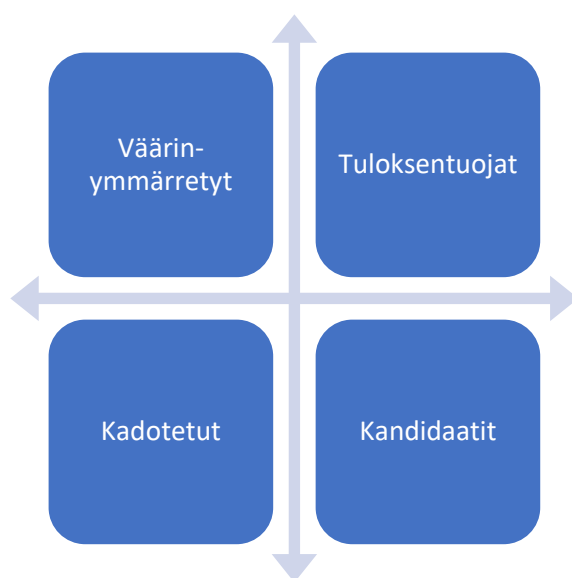 Väärin-
ymmärretyt
Tuloksentuojat
Kadotetut
Kandidaatit